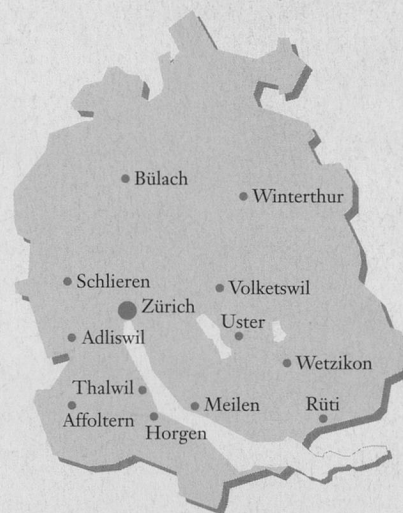 Bülach
Winterthur
Schlieren
Volketswil
Zürich
Uster
Adliswil
Wetzikon
Thalwil
Meilen
Rüti
Affoltern
Horgen